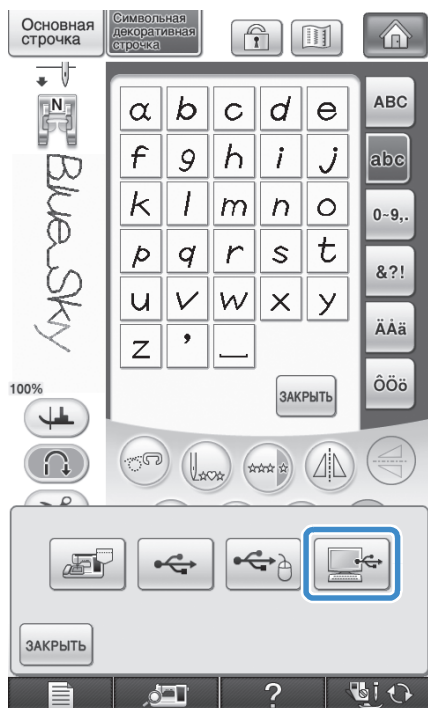 Основная строчка
Символьная декоративная строчка
N
Blue_Sky
100%
a b c d e
f g h i j
k l m n o
p q r s t
u v w x y
z ’ _
ABC
abc
0~9,.
&?!
ÄÅä
ÔÖö
ЗАКРЫТЬ
ЗАКРЫТЬ
?